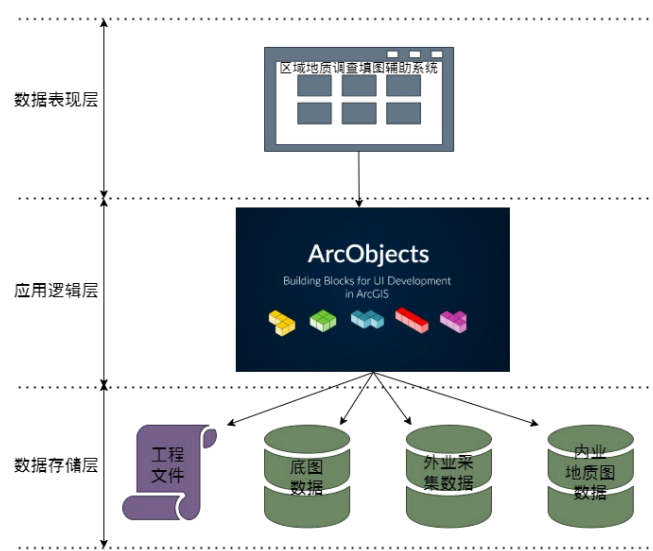 区域地质调查填图辅助系统
数据表现层
ArcObjects
Building Blocks for UI Development
in ArcGIS
应用逻辑层
工程
文件
底图
数据
外业采
集数据
内业
地质图
数据
数据存储层